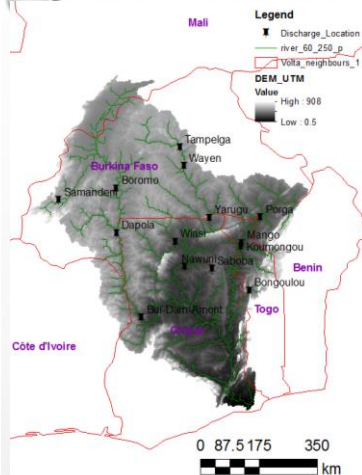 Mali
Legend
Discharge_Location
river_60_250_p
Volta_neighbours_1
DEM_UTM
Value
High : 908
Low : 0.5
Tampelga
Wayen
Burkina Faso
Boromo
Samandeni
Yarugu
Porga
Dapola
Wiasi
Mango
Koumongou
Nawuni
Saboba
Benin
Bongoulou
Togo
Bui-Dam-Amont
Ghana
Côte d'Ivoire
0 87.5 175 350
km